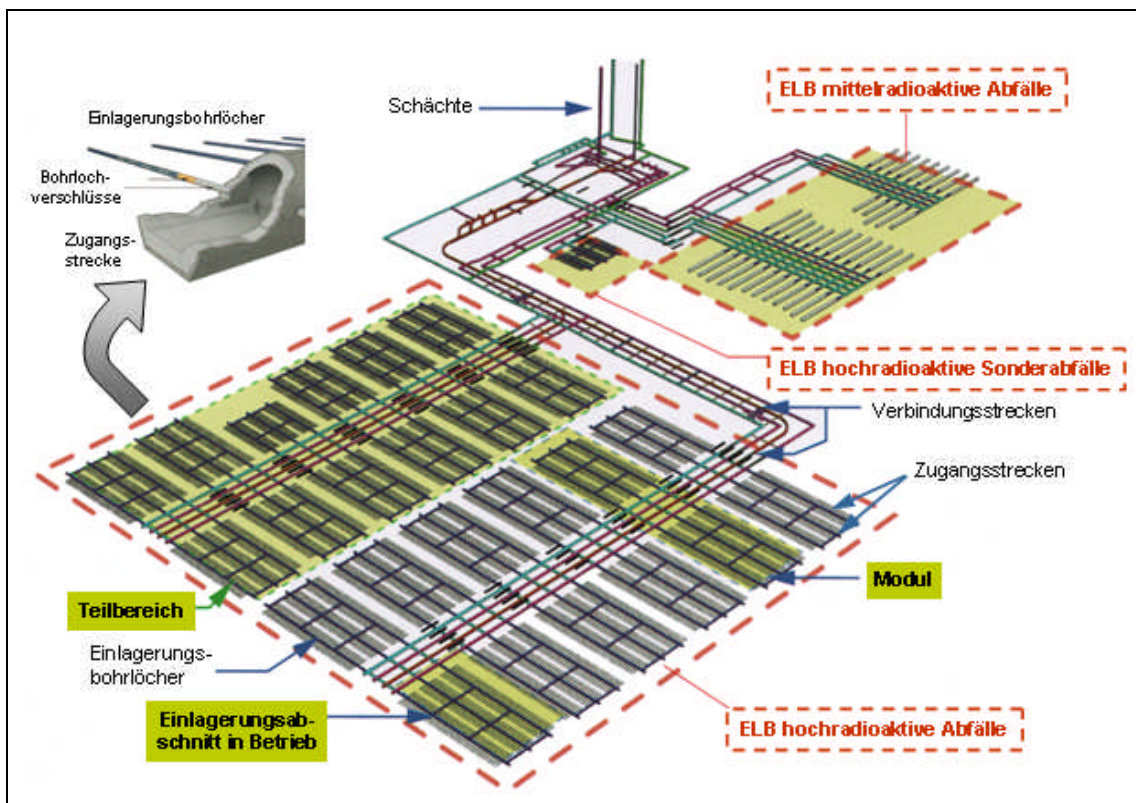 ELB mittelradioaktive Abfälle
Schächte
Einlagerungsbohrlöcher
Bohrloch-
verschlüsse
Zugangs-
strecke
ELB hochradioaktive Sonderabfälle
Verbindungsstrecken
Zugangsstrecken
Modul
Teilbereich
Einlagerungs-
bohrlöcher
Einlagerungsab-
schnitt in Betrieb
ELB hochradioaktive Abfälle